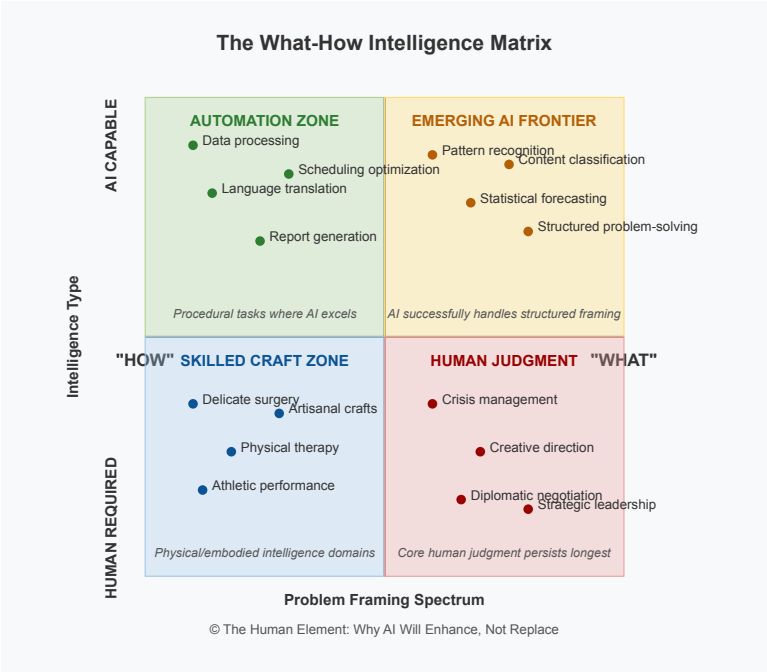 The What-How Intelligence Matrix
AI CAPABLE
AUTOMATION ZONE
Data processing
Scheduling optimization
Language translation
Report generation
Procedural tasks where AI excels
EMERGING AI FRONTIER
Pattern recognition
Content classification
Statistical forecasting
Structured problem-solving
AI successfully handles structured framing
Intelligence Type
"HOW"
SKILLED CRAFT ZONE
Delicate surgery
Artisanal crafts
Physical therapy
Athletic performance
Physical/embodied intelligence domains
HUMAN JUDGMENT
"WHAT"
Crisis management
Creative direction
Diplomatic negotiation
Strategic leadership
Core human judgment persists longest
HUMAN REQUIRED
Problem Framing Spectrum
© The Human Element: Why AI Will Enhance, Not Replace